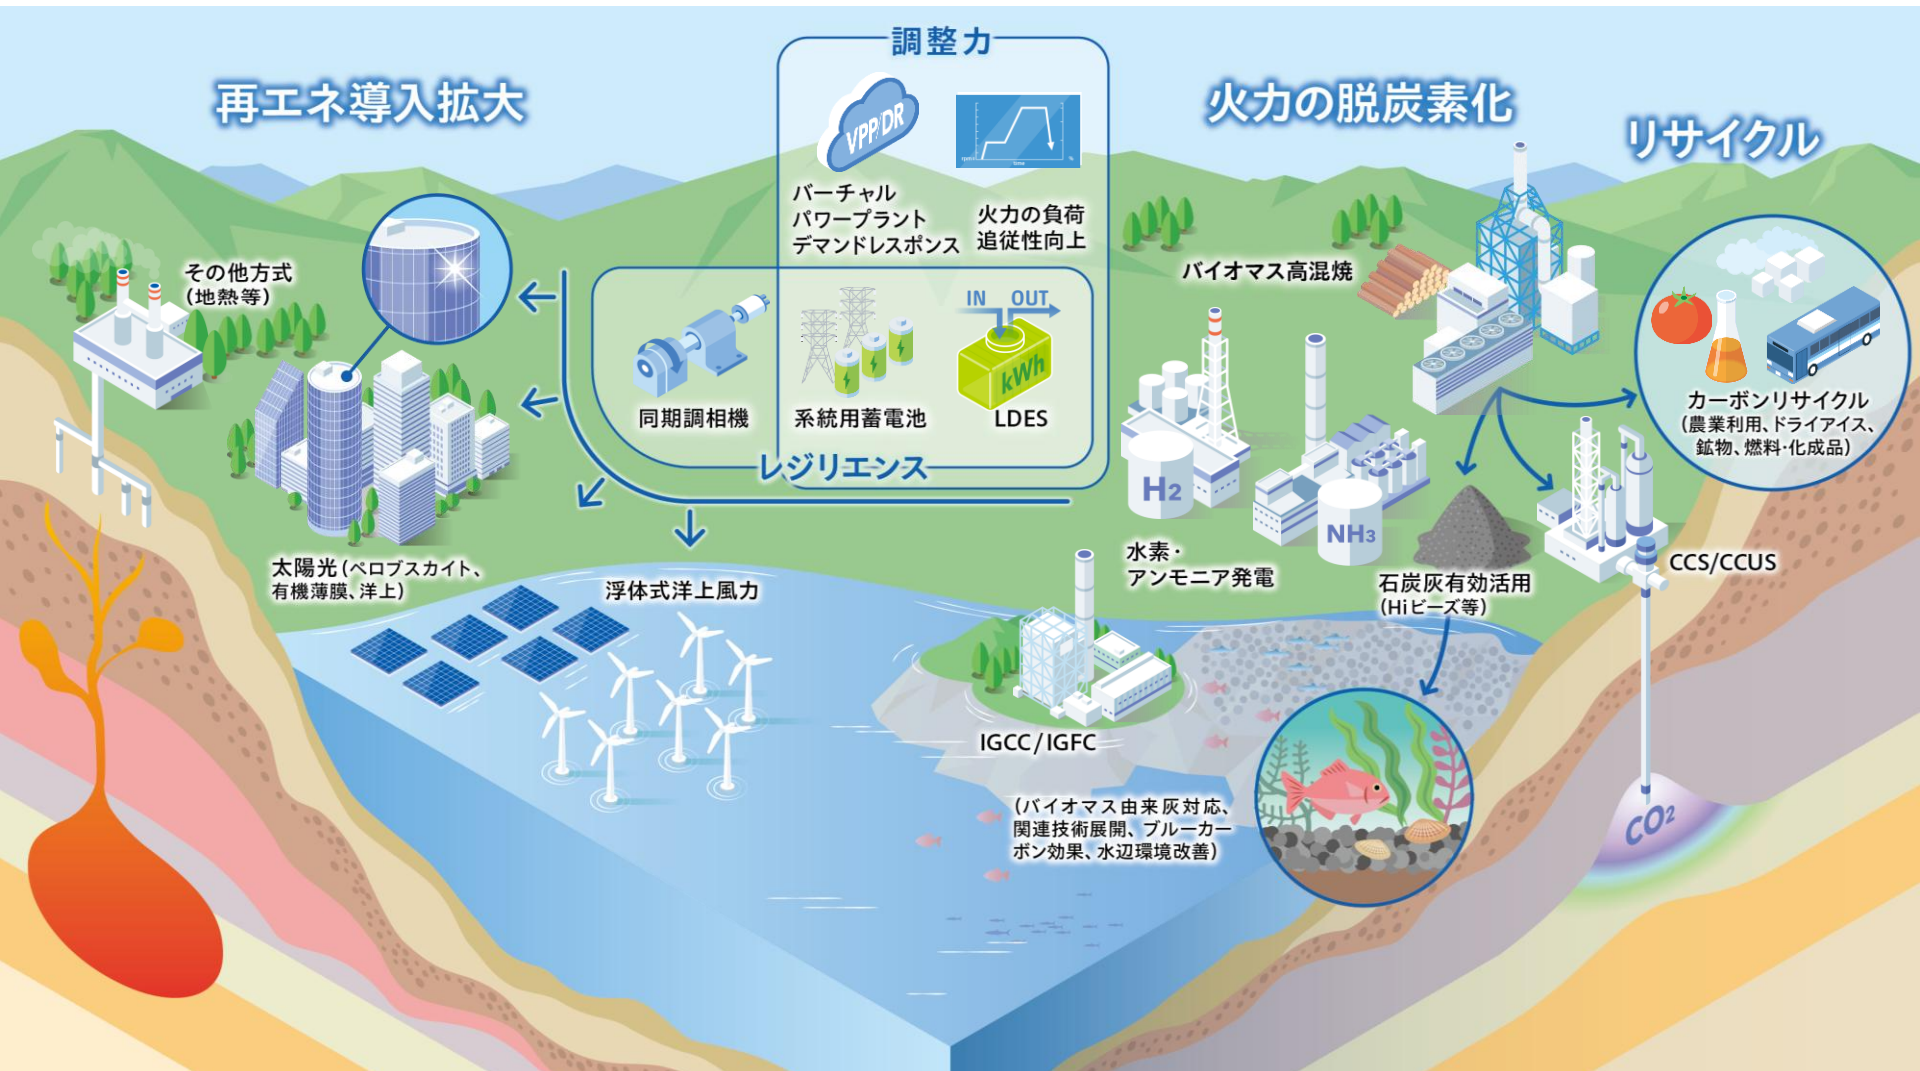 調整力
再エネ導入拡大
火力の脱炭素化
リサイクル
VPP/DR
time
%
バーチャル
パワープラント
デマンドレスポンス
火力の負荷
追従性向上
その他方式
（地熱等）
バイオマス高混焼
IN OUT
kWh
同期調相機
系統用蓄電池
LDES
レジリエンス
カーボンリサイクル
（農業利用、ドライアイス、
鉱物、燃料・化成品）
H2
NH3
太陽光（ペロブスカイト、
有機薄膜、洋上）
浮体式洋上風力
水素・
アンモニア発電
石炭灰有効活用
（Hiビーズ等）
CCS/CCUS
IGCC/IGFC
（バイオマス由来灰対応、
関連技術展開、ブルーカー
ボン効果、水辺環境改善）
CO2